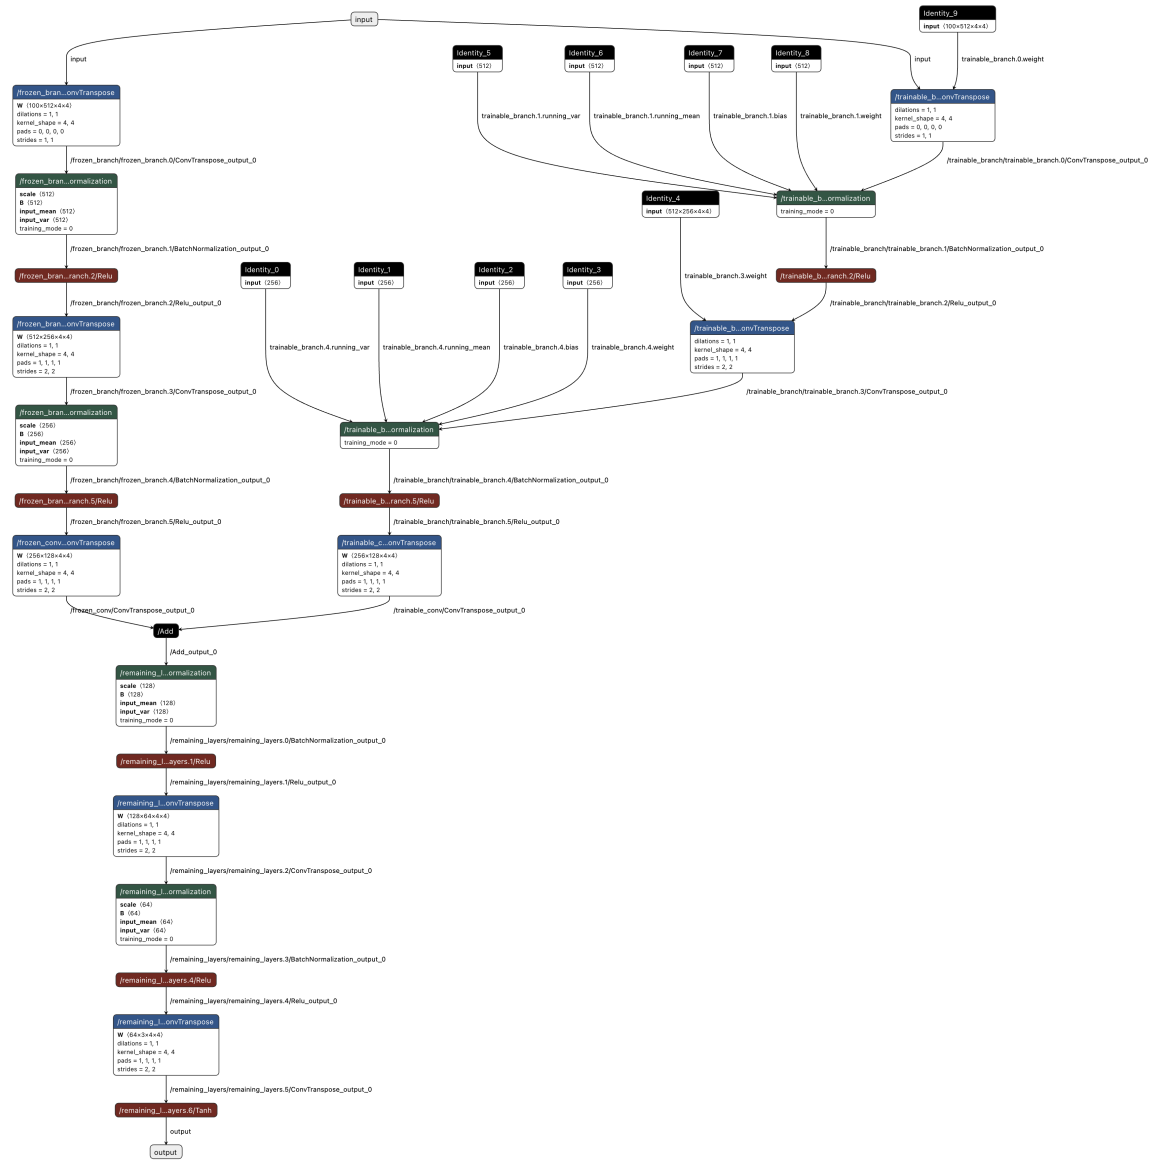 input
Identity_9
input ⟨100×512×4×4⟩
Identity_5
input ⟨512⟩
Identity_6
input ⟨512⟩
Identity_7
input ⟨512⟩
Identity_8
input ⟨512⟩
input
input
trainable_branch.0.weight
/frozen_bran...onvTranspose
W ⟨100×512×4×4⟩
dilations = 1, 1
kernel_shape = 4, 4
pads = 0, 0, 0, 0
strides = 1, 1
/trainable_b...onvTranspose
dilations = 1, 1
kernel_shape = 4, 4
pads = 0, 0, 0, 0
strides = 1, 1
trainable_branch.1.running_var
trainable_branch.1.running_mean
trainable_branch.1.bias
trainable_branch.1.weight
/frozen_branch/frozen_branch.0/ConvTranspose_output_0
/trainable_branch/trainable_branch.0/ConvTranspose_output_0
/frozen_bran...ormalization
scale ⟨512⟩
B ⟨512⟩
input_mean ⟨512⟩
input_var ⟨512⟩
training_mode = 0
Identity_4
input ⟨512×256×4×4⟩
/trainable_b...ormalization
training_mode = 0
/frozen_branch/frozen_branch.1/BatchNormalization_output_0
/trainable_branch/trainable_branch.1/BatchNormalization_output_0
/frozen_bran...ranch.2/Relu
Identity_0
input ⟨256⟩
Identity_1
input ⟨256⟩
Identity_2
input ⟨256⟩
Identity_3
input ⟨256⟩
trainable_branch.3.weight
/trainable_b...ranch.2/Relu
/frozen_branch/frozen_branch.2/Relu_output_0
/trainable_branch/trainable_branch.2/Relu_output_0
/frozen_bran...onvTranspose
W ⟨512×256×4×4⟩
dilations = 1, 1
kernel_shape = 4, 4
pads = 1, 1, 1, 1
strides = 2, 2
/trainable_b...onvTranspose
dilations = 1, 1
kernel_shape = 4, 4
pads = 1, 1, 1, 1
strides = 2, 2
trainable_branch.4.running_var
trainable_branch.4.running_mean
trainable_branch.4.bias
trainable_branch.4.weight
/frozen_branch/frozen_branch.3/ConvTranspose_output_0
/trainable_branch/trainable_branch.3/ConvTranspose_output_0
/frozen_bran...ormalization
scale ⟨256⟩
B ⟨256⟩
input_mean ⟨256⟩
input_var ⟨256⟩
training_mode = 0
/trainable_b...ormalization
training_mode = 0
/frozen_branch/frozen_branch.4/BatchNormalization_output_0
/trainable_branch/trainable_branch.4/BatchNormalization_output_0
/frozen_bran...ranch.5/Relu
/trainable_b...ranch.5/Relu
/frozen_branch/frozen_branch.5/Relu_output_0
/trainable_branch/trainable_branch.5/Relu_output_0
/frozen_conv...onvTranspose
W ⟨256×128×4×4⟩
dilations = 1, 1
kernel_shape = 4, 4
pads = 1, 1, 1, 1
strides = 2, 2
/trainable_c...onvTranspose
W ⟨256×128×4×4⟩
dilations = 1, 1
kernel_shape = 4, 4
pads = 1, 1, 1, 1
strides = 2, 2
/frozen_conv/ConvTranspose_output_0
/trainable_conv/ConvTranspose_output_0
/Add
/Add_output_0
/remaining_l...ormalization
scale ⟨128⟩
B ⟨128⟩
input_mean ⟨128⟩
input_var ⟨128⟩
training_mode = 0
/remaining_layers/remaining_layers.0/BatchNormalization_output_0
/remaining_l...ayers.1/Relu
/remaining_layers/remaining_layers.1/Relu_output_0
/remaining_l...onvTranspose
W ⟨128×64×4×4⟩
dilations = 1, 1
kernel_shape = 4, 4
pads = 1, 1, 1, 1
strides = 2, 2
/remaining_layers/remaining_layers.2/ConvTranspose_output_0
/remaining_l...ormalization
scale ⟨64⟩
B ⟨64⟩
input_mean ⟨64⟩
input_var ⟨64⟩
training_mode = 0
/remaining_layers/remaining_layers.3/BatchNormalization_output_0
/remaining_l...ayers.4/Relu
/remaining_layers/remaining_layers.4/Relu_output_0
/remaining_l...onvTranspose
W ⟨64×3×4×4⟩
dilations = 1, 1
kernel_shape = 4, 4
pads = 1, 1, 1, 1
strides = 2, 2
/remaining_layers/remaining_layers.5/ConvTranspose_output_0
/remaining_l...ayers.6/Tanh
output
output